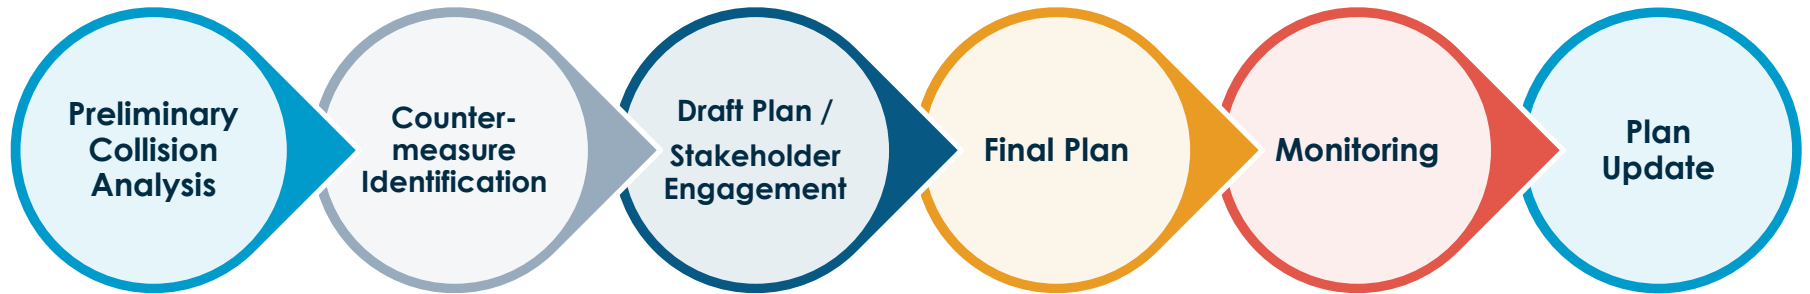 Preliminary
Collision
Analysis
Counter-
measure
Identification
Draft Plan /
Stakeholder
Engagement
Final Plan
Monitoring
Plan
Update